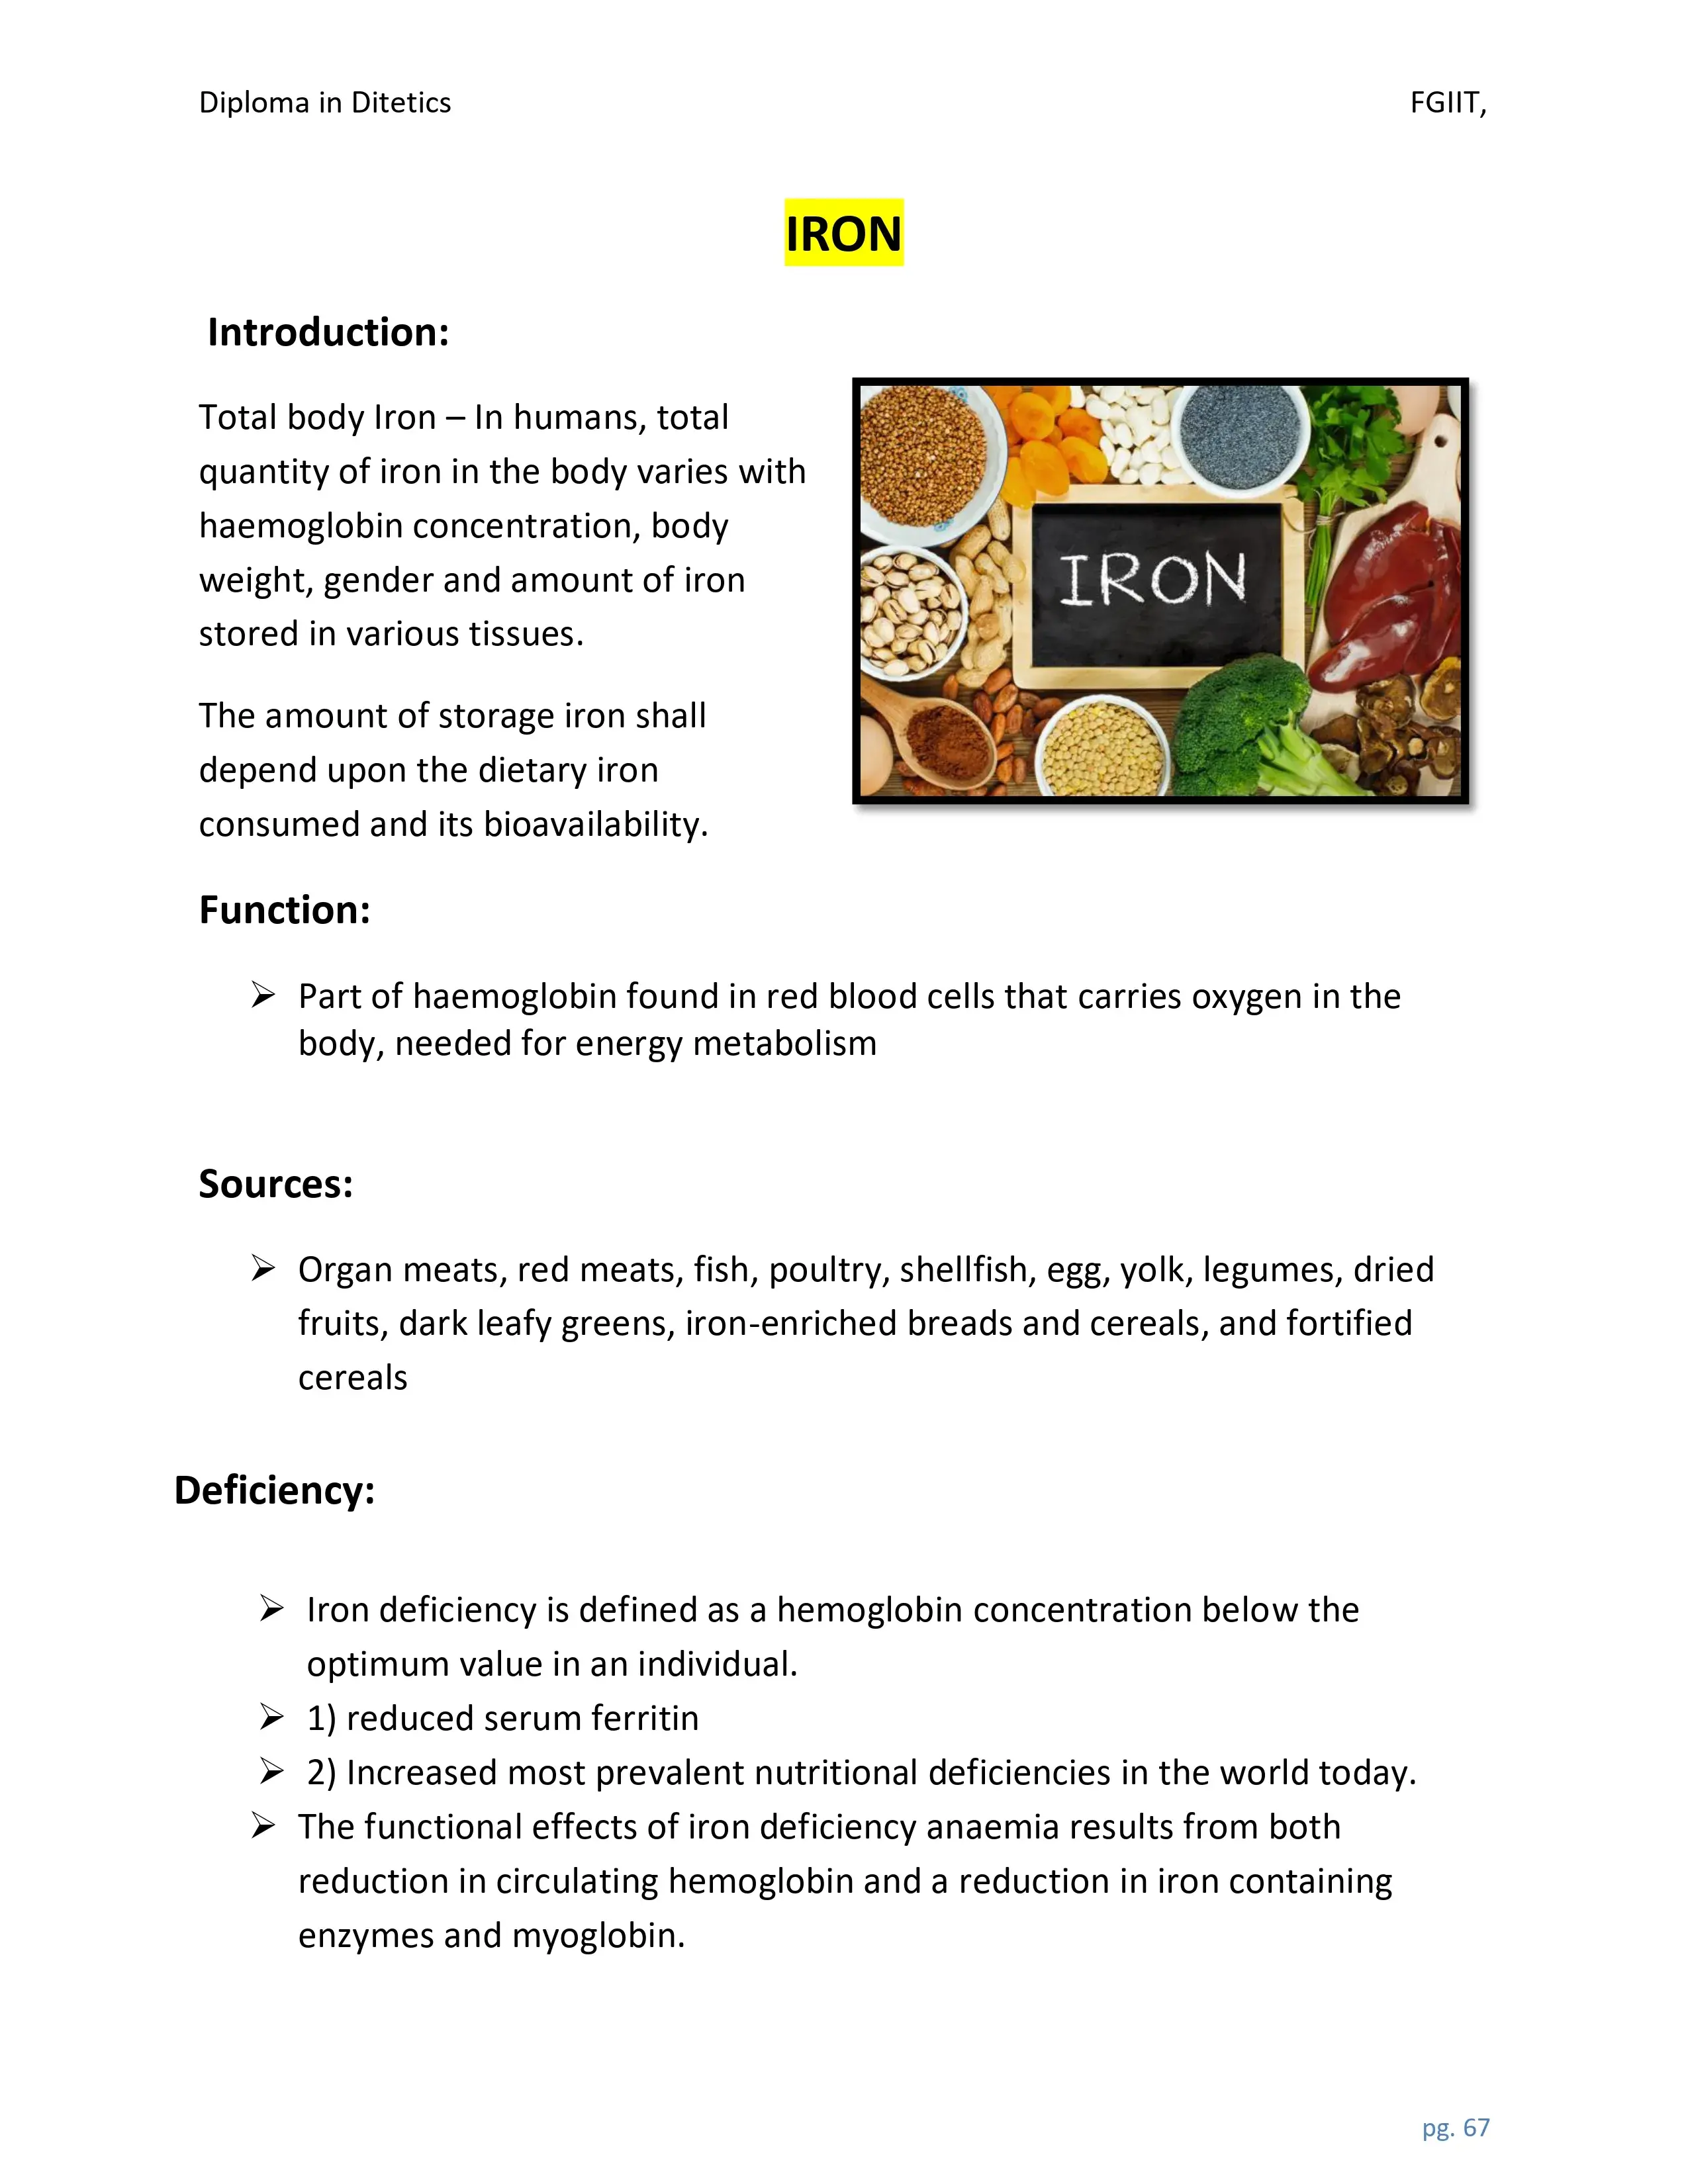 Diploma in Ditetics FGIIT,
IRON
Introduction:
Total body Iron – In humans, total
quantity of iron in the body varies with
haemoglobin concentration, body
weight, gender and amount of iron
stored in various tissues.
IRON
The amount of storage iron shall
depend upon the dietary iron
consumed and its bioavailability.
Function:
➢ Part of haemoglobin found in red blood cells that carries oxygen in the
body, needed for energy metabolism
Sources:
➢ Organ meats, red meats, fish, poultry, shellfish, egg, yolk, legumes, dried
fruits, dark leafy greens, iron-enriched breads and cereals, and fortified
cereals
Deficiency:
➢ Iron deficiency is defined as a hemoglobin concentration below the
optimum value in an individual.
➢ 1) reduced serum ferritin
➢ 2) Increased most prevalent nutritional deficiencies in the world today.
➢ The functional effects of iron deficiency anaemia results from both
reduction in circulating hemoglobin and a reduction in iron containing
enzymes and myoglobin.
pg. 67